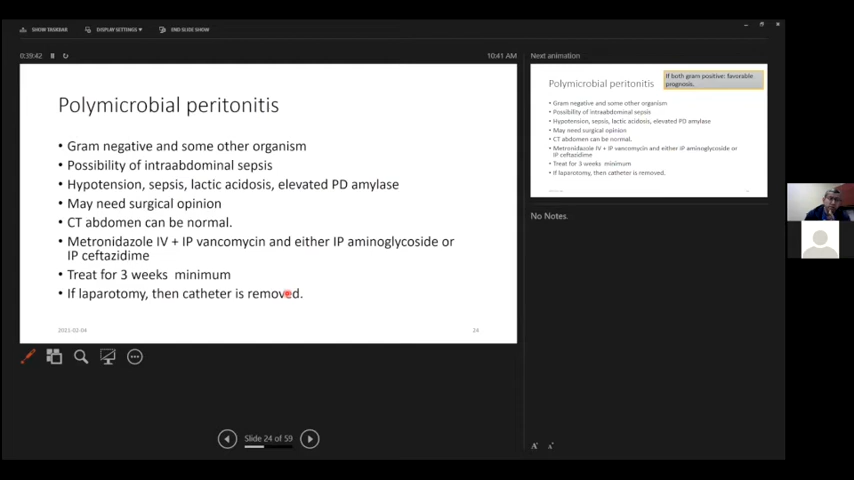 SHOW TASKBAR
DISPLAY SETTINGS
END SLIDE SHOW
0:39:42
10:41 AM
Polymicrobial peritonitis
• Gram negative and some other organism
• Possibility of intraabdominal sepsis
• Hypotension, sepsis, lactic acidosis, elevated PD amylase
• May need surgical opinion
• CT abdomen can be normal.
• Metronidazole IV + IP vancomycin and either IP aminoglycoside or
IP ceftazidime
• Treat for 3 weeks minimum
• If laparotomy, then catheter is removed.
24
Slide 24 of 59
Next animation
If both gram positive: favorable
prognosis.
Polymicrobial peritonitis
• Gram negative and some other organism
• Possibility of intraabdominal sepsis
• Hypotension, sepsis, lactic acidosis, elevated PD amylase
• May need surgical opinion
• CT abdomen can be normal.
• Metronidazole IV + IP vancomycin and either IP aminoglycoside or
IP ceftazidime
• Treat for 3 weeks minimum
• If laparotomy, then catheter is removed.
No Notes.
A
A